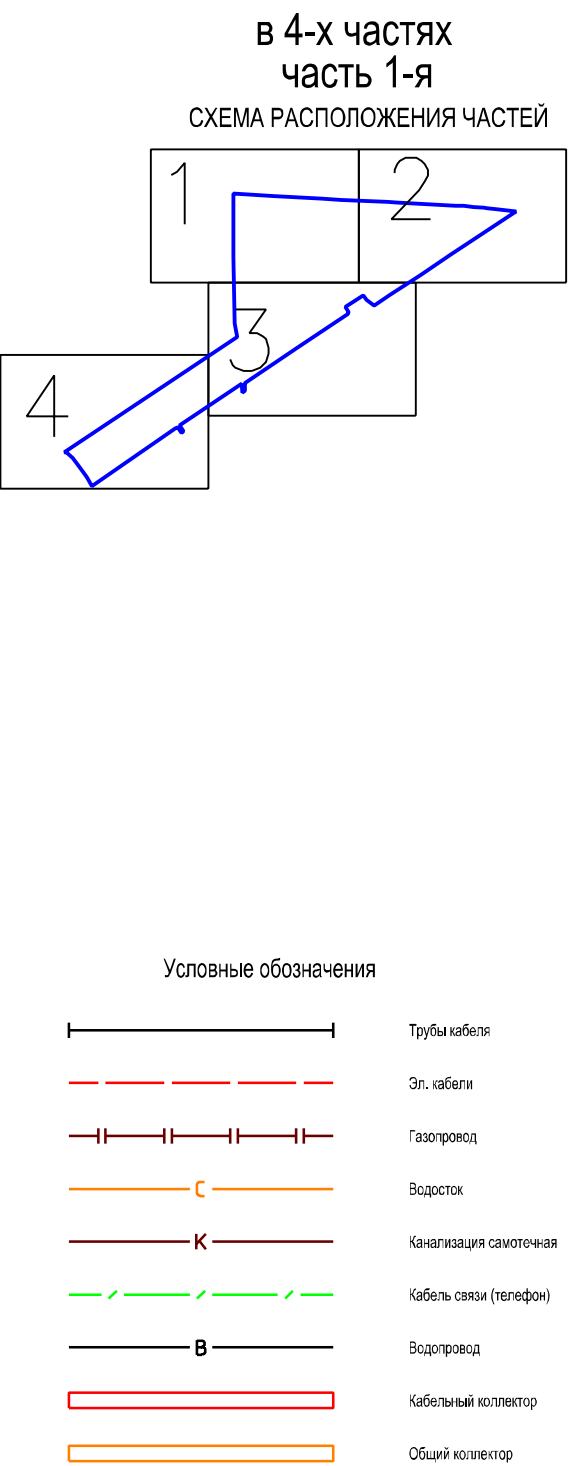 в 4-х частях
часть 1-я
СХЕМА РАСПОЛОЖЕНИЯ ЧАСТЕЙ
1 2
3
4
Условные обозначения
Трубы кабеля
Эл. кабели
Газопровод
С Водосток
К Канализация самотечная
Кабель связи (телефон)
В Водопровод
Кабельный коллектор
Общий коллектор